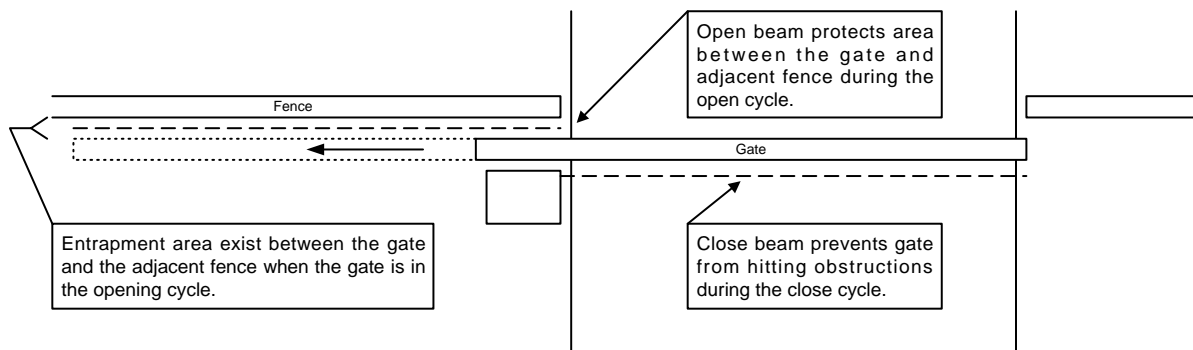 Open beam protects area
between the gate and
adjacent fence during the
open cycle.
Fence
Gate
Entrapment area exist between the gate
and the adjacent fence when the gate is in
the opening cycle.
Close beam prevents gate
from hitting obstructions
during the close cycle.